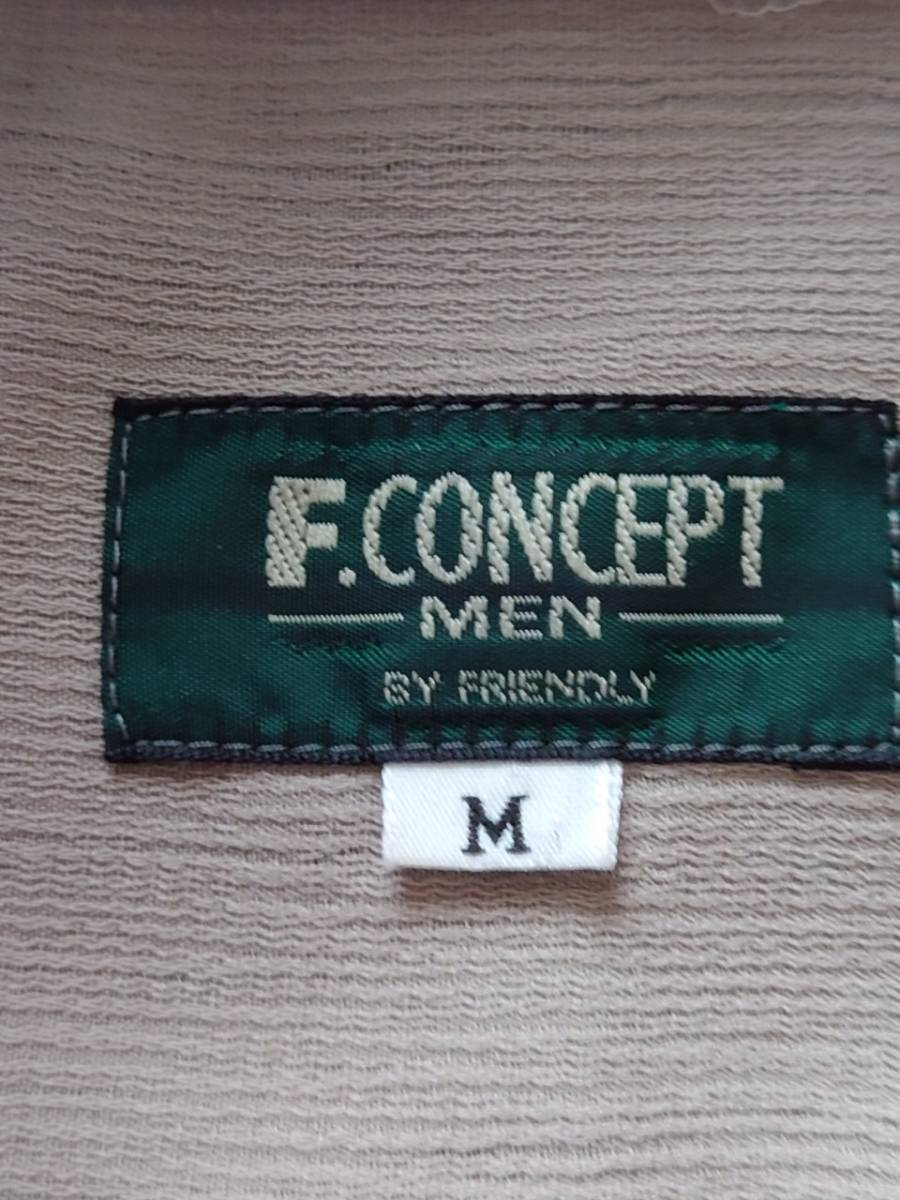 F.CONCEPT
MEN
BY FRIENDLY
M